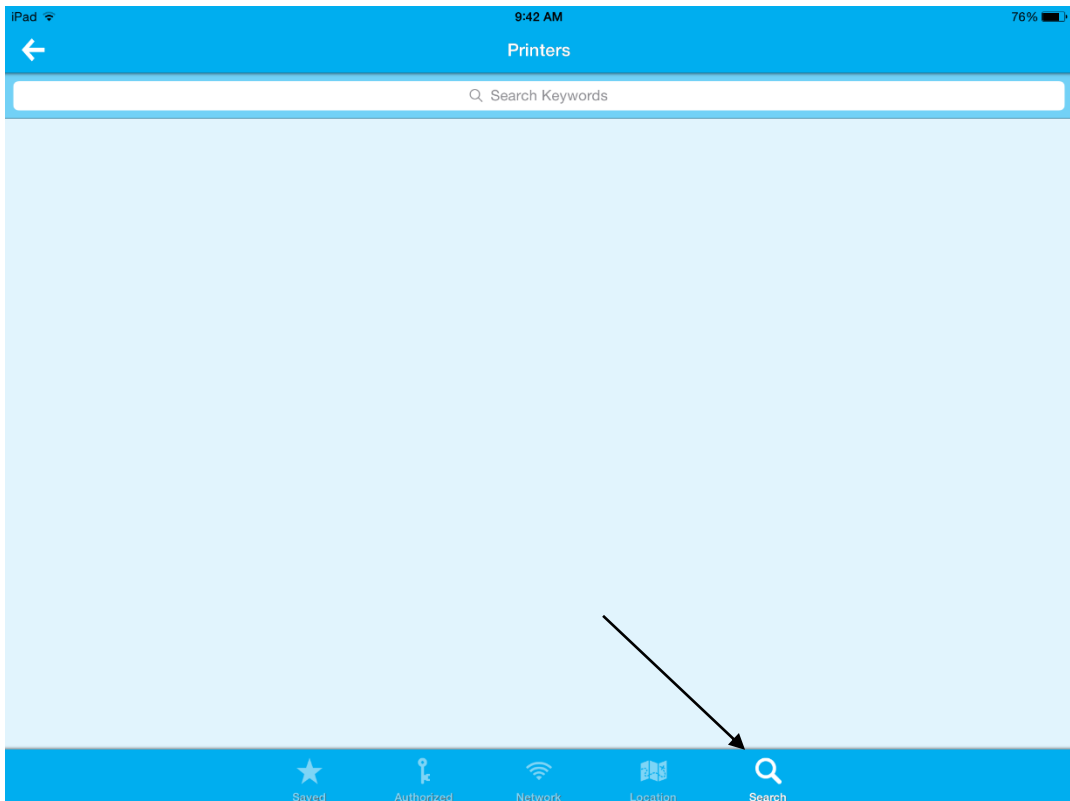 iPad 9:42 AM 76%
Printers
Search Keywords
Saved Authorized Network Location Search